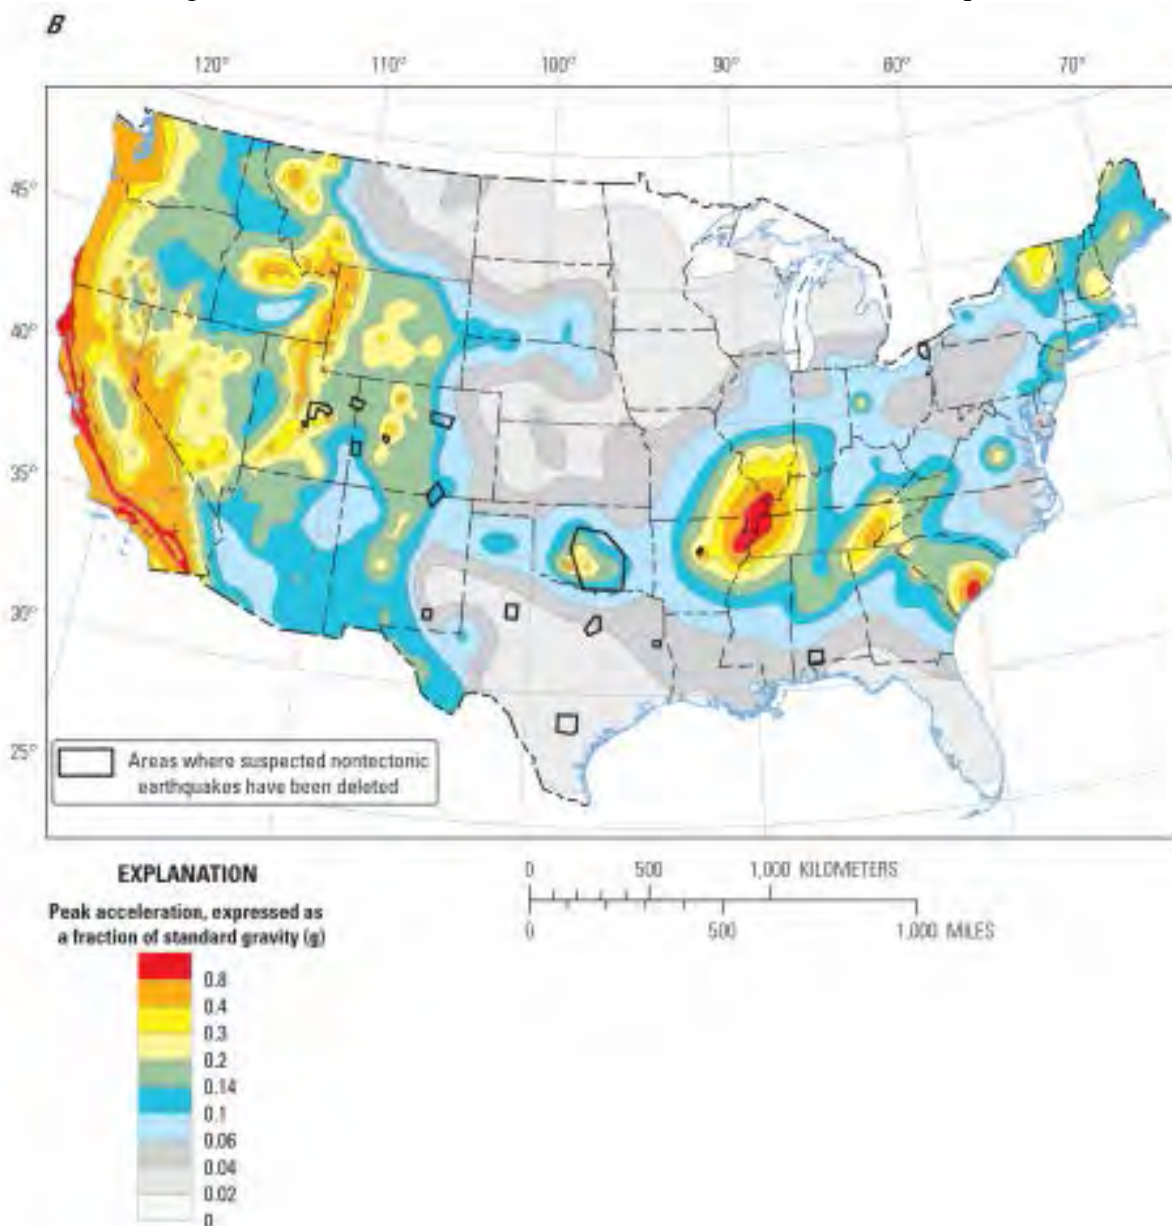 B
120° 110° 100° 90° 60° 70°
45°
40°
35°
30°
25°
Areas where suspected nontectonic
earthquakes have been deleted
EXPLANATION
Peak acceleration, expressed as
a fraction of standard gravity (g)
0.8
0.4
0.3
0.2
0.14
0.1
0.06
0.04
0.02
0
0 500 1,000 KILOMETERS
0 500 1,000 MILES